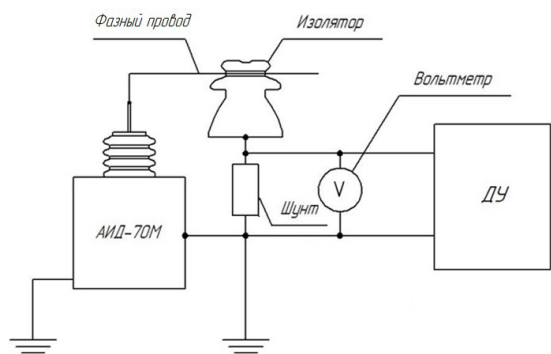 Фазный провод
Изолятор
Вольтметр
АИД-70М
Шунт
V
ДУ